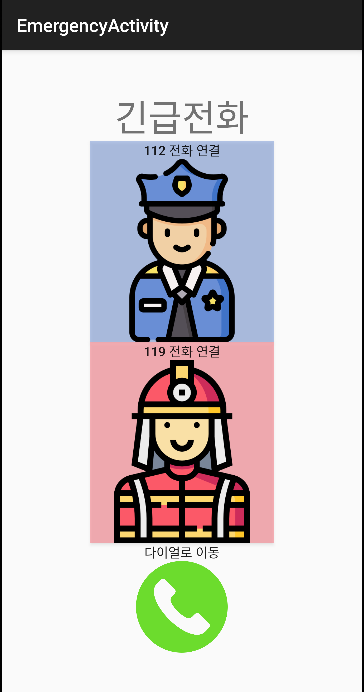 EmergencyActivity
긴급전화
112 전화 연결
119 전화 연결
다이얼로 이동